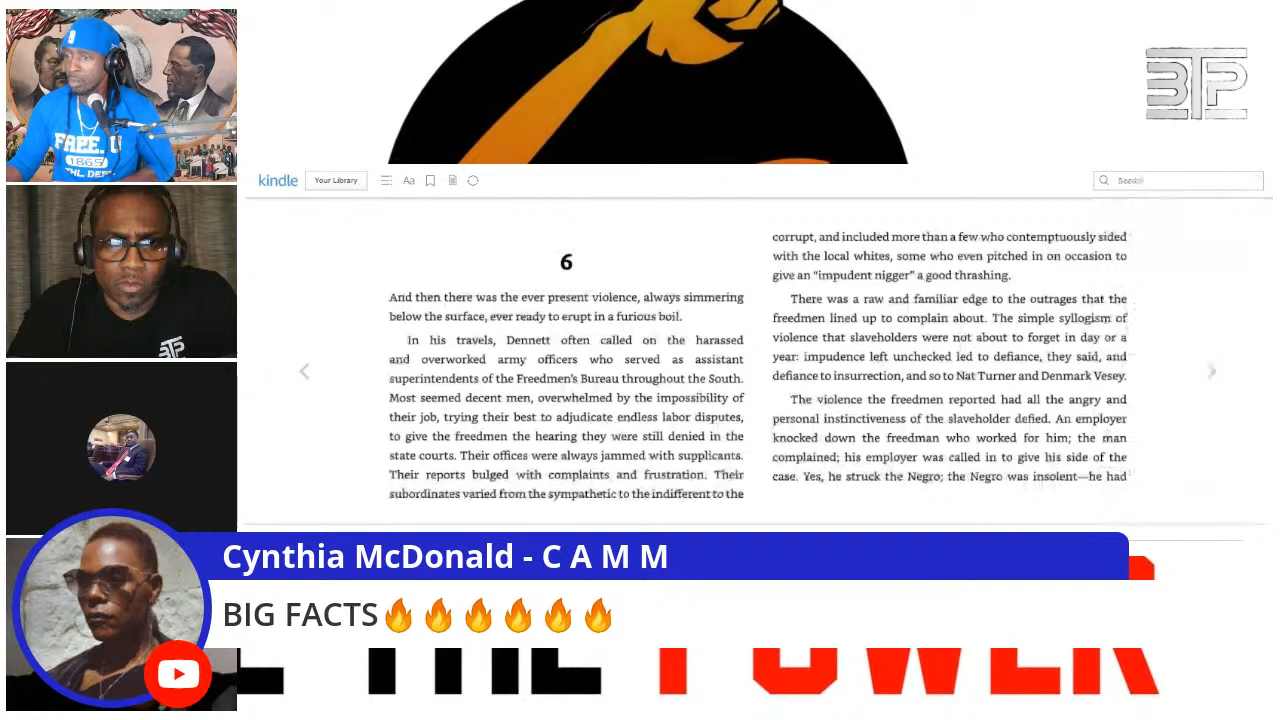 FREE. U
1865
THL. DEPT.
BTP
BTP
kindle
Your Library
Aa
Search
6
And then there was the ever present violence, always simmering
below the surface, ever ready to erupt in a furious boil.
In his travels, Dennett often called on the harassed
and overworked army officers who served as assistant
superintendents of the Freedmen's Bureau throughout the South.
Most seemed decent men, overwhelmed by the impossibility of
their job, trying their best to adjudicate endless labor disputes,
to give the freedmen the hearing they were still denied in the
state courts. Their offices were always jammed with supplicants.
Their reports bulged with complaints and frustration. Their
subordinates varied from the sympathetic to the indifferent to the
corrupt, and included more than a few who contemptuously sided
with the local whites, some who even pitched in on occasion to
give an “impudent nigger” a good thrashing.
There was a raw and familiar edge to the outrages that the
freedmen lined up to complain about. The simple syllogism of
violence that slaveholders were not about to forget in day or a
year: impudence left unchecked led to defiance, they said, and
defiance to insurrection, and so to Nat Turner and Denmark Vesey.
The violence the freedmen reported had all the angry and
personal instinctiveness of the slaveholder defied. An employer
knocked down the freedman who worked for him; the man
complained; his employer was called in to give his side of the
case. Yes, he struck the Negro; the Negro was insolent—he had
Cynthia McDonald - C A M M
BIG FACTS🔥🔥🔥🔥🔥🔥
THE POWER